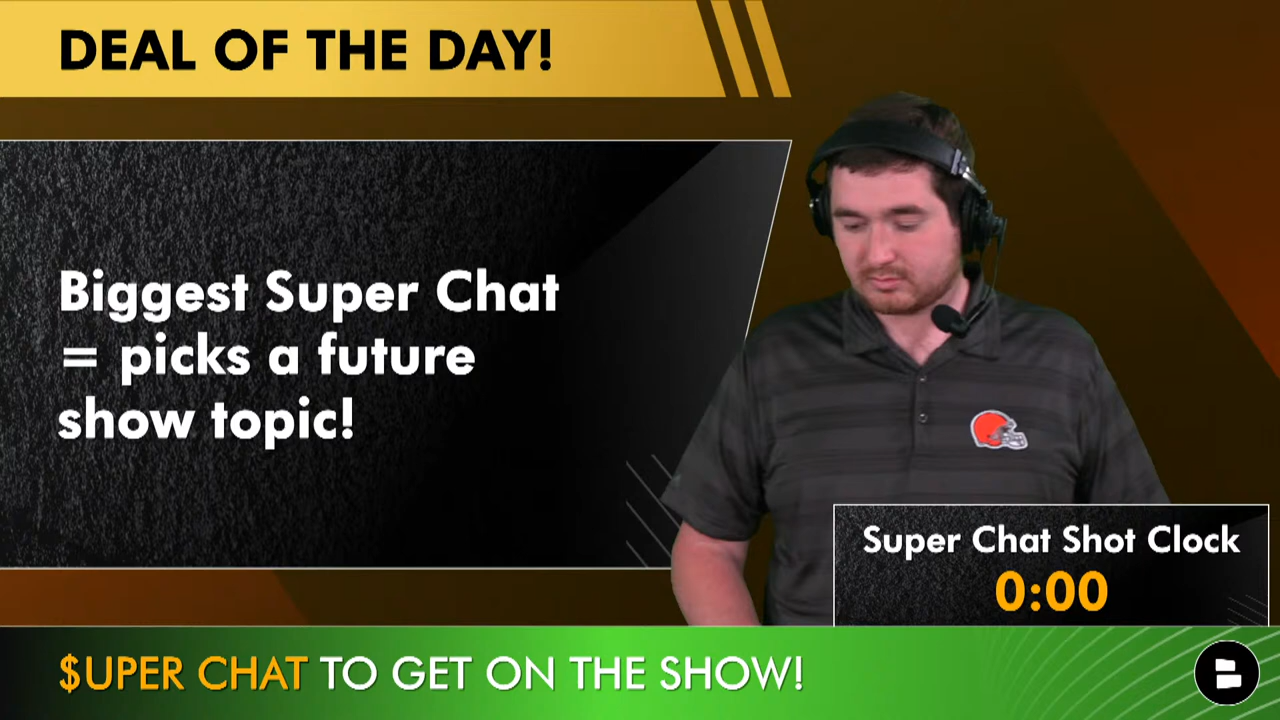 DEAL OF THE DAY!
Biggest Super Chat
= picks a future
show topic!
Super Chat Shot Clock
0:00
$UPER CHAT TO GET ON THE SHOW!